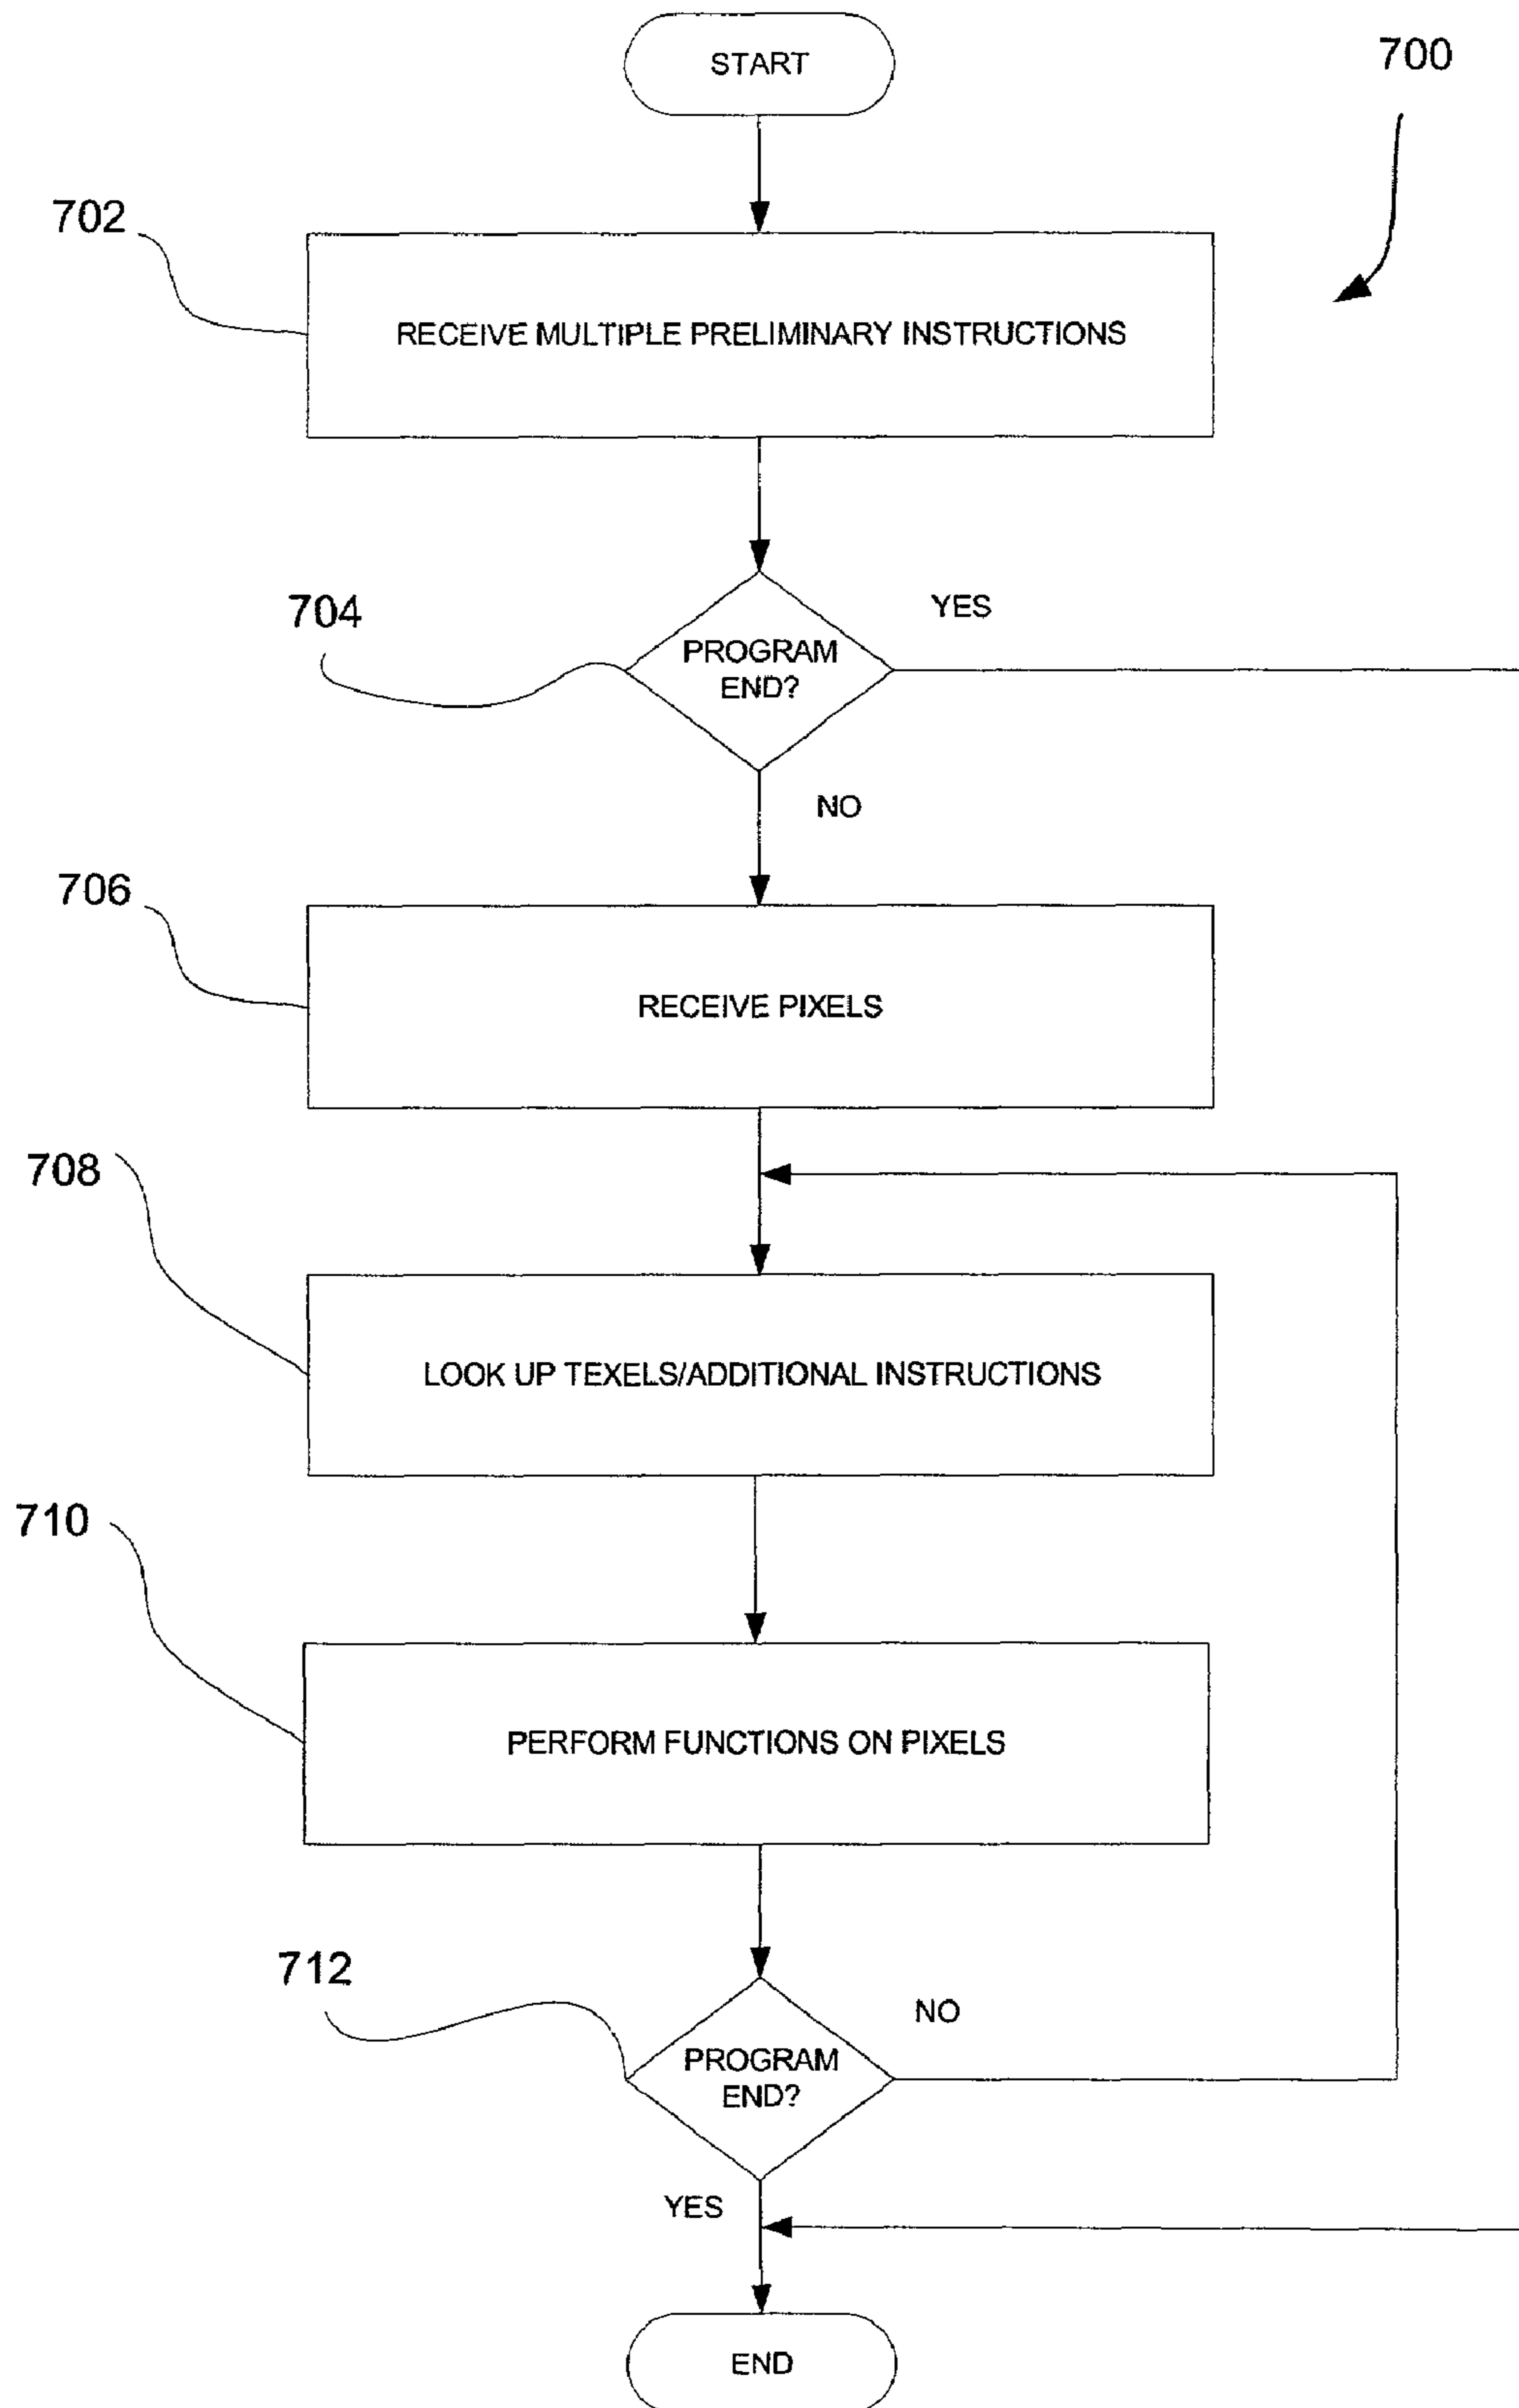 START
700
702
RECEIVE MULTIPLE PRELIMINARY INSTRUCTIONS
704
YES
PROGRAM
END?
NO
706
RECEIVE PIXELS
708
LOOK UP TEXELS/ADDITIONAL INSTRUCTIONS
710
PERFORM FUNCTIONS ON PIXELS
712
NO
PROGRAM
END?
YES
END